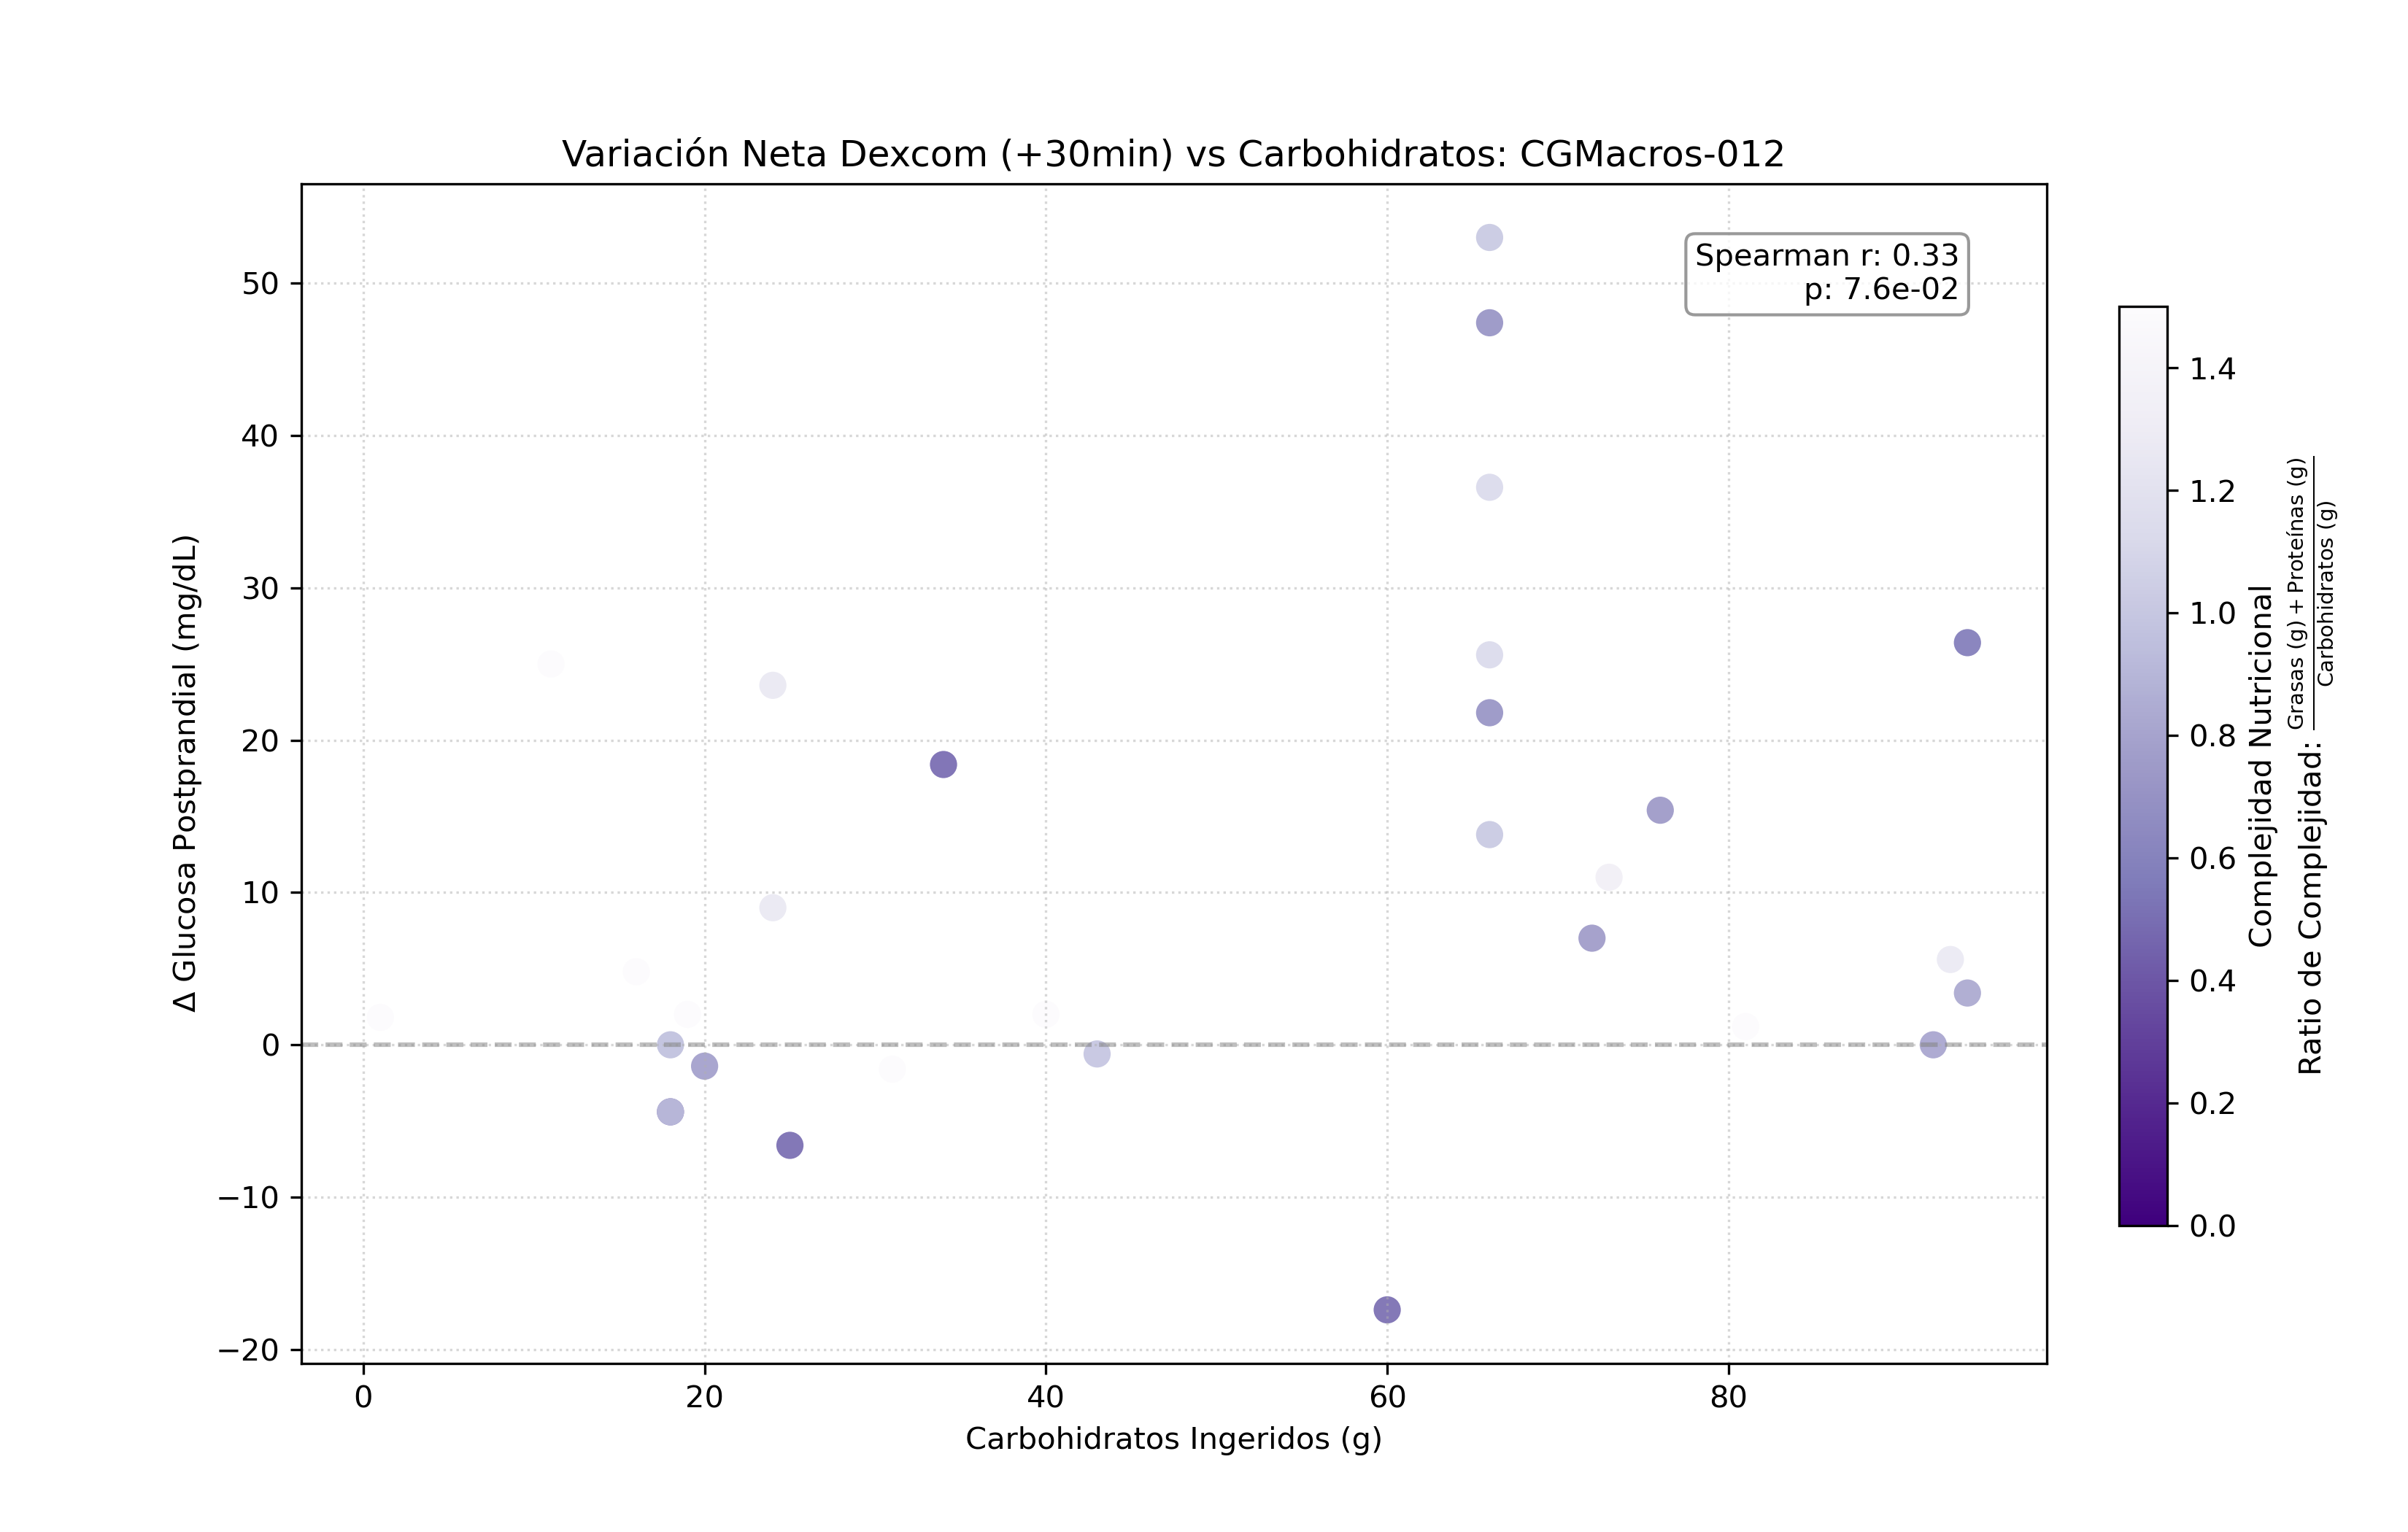 Variación Neta Dexcom (+30min) vs Carbohidratos: CGMacros-012
Spearman r: 0.33
p: 7.6e-02
Δ Glucosa Postprandial (mg/dL)
50
40
30
20
10
0
−10
−20
0
20
40
60
80
Carbohidratos Ingeridos (g)
1.4
1.2
1.0
0.8
0.6
0.4
0.2
0.0
Complejidad Nutricional
Ratio de Complejidad: Grasas (g) + Proteínas (g)
Carbohidratos (g)